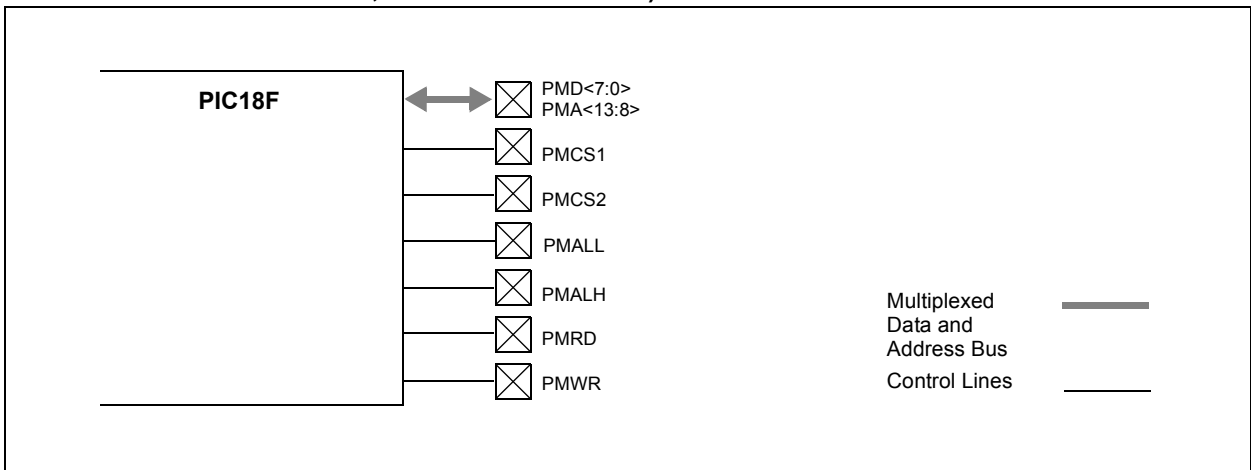 PIC18F
PMD<7:0>
PMA<13:8>
PMCS1
PMCS2
PMALL
PMALH
PMRD
PMWR
Multiplexed
Data and
Address Bus
Control Lines